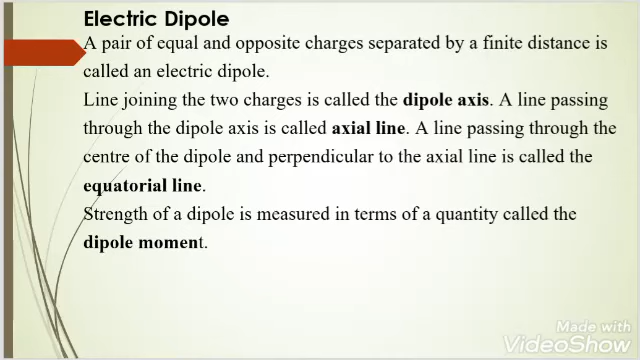 Electric Dipole
A pair of equal and opposite charges separated by a finite distance is
called an electric dipole.
Line joining the two charges is called the dipole axis. A line passing
through the dipole axis is called axial line. A line passing through the
centre of the dipole and perpendicular to the axial line is called the
equatorial line.
Strength of a dipole is measured in terms of a quantity called the
dipole moment.
Made with
VideoShow